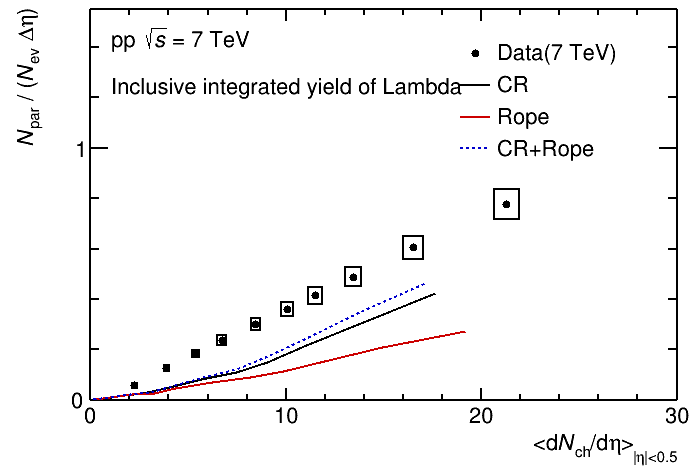 N_par / (N_ev Δη)
pp √s = 7 TeV
Inclusive integrated yield of Lambda
Data(7 TeV)
CR
Rope
CR+Rope
1
0
0 10 20 30
<dN_ch/dη>_|η|<0.5